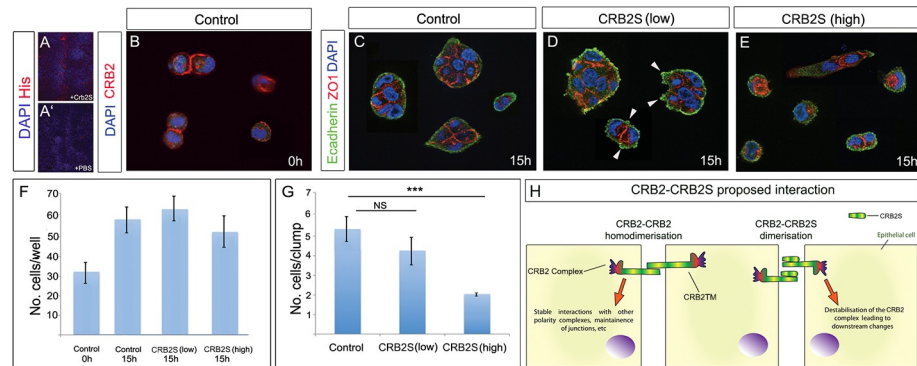 Control
Control
CRB2S (low)
CRB2S (high)
DAPI His
A
+Crb2S
A'
+PBS
DAPI CRB2
B
0h
Ecadherin ZO1 DAPI
C
15h
D
15h
E
15h
F
No. cells/well
70
60
50
40
30
20
10
0
Control
0h
Control
15h
CRB2S (low)
15h
CRB2S (high)
15h
G
No. cells/clump
7
6
5
4
3
2
1
0
***
NS
Control
CRB2S(low)
CRB2S(high)
H
CRB2-CRB2S proposed interaction
CRB2-CRB2
homodimerisation
CRB2-CRB2S
dimerisation
CRB2S
Epithelial cell
CRB2 Complex
CRB2TM
Stable interactions with other
polarity complexes, maintainence
of junctions, etc
Destabilisation of the CRB2
complex leading to
downstream changes